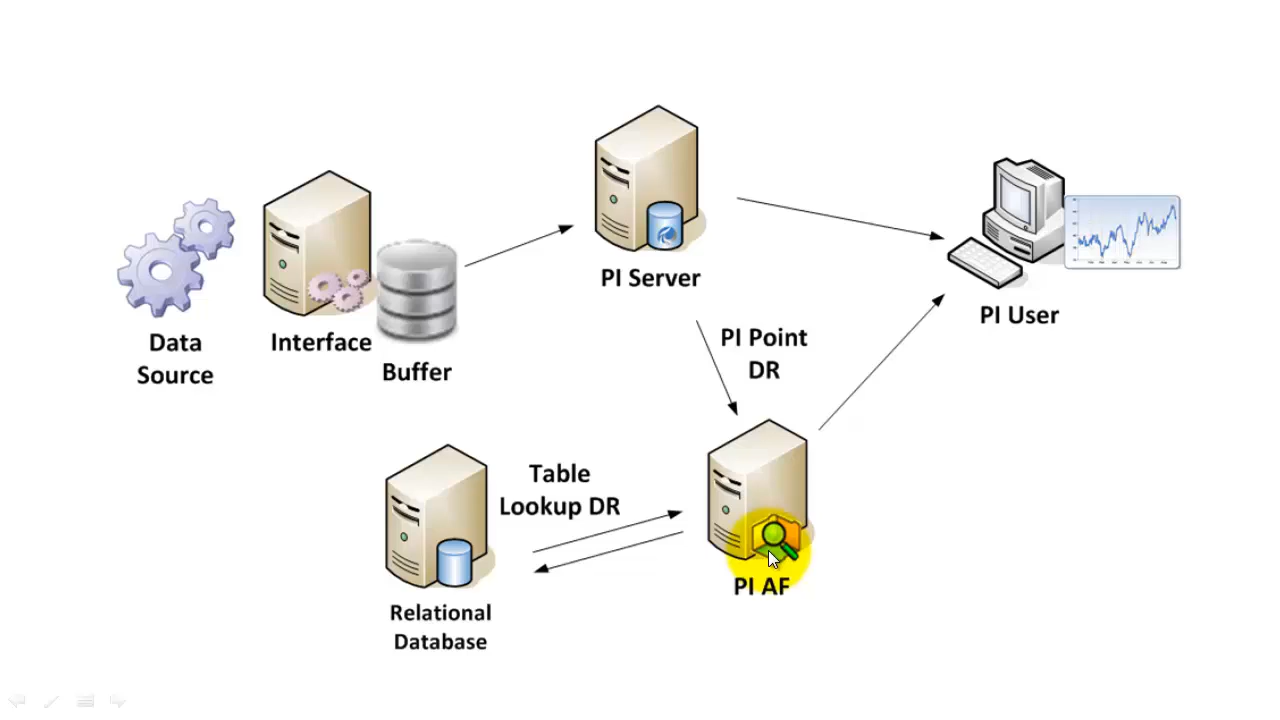 Data
Source
Interface
Buffer
PI Server
PI User
PI Point
DR
Table
Lookup DR
PI AF
Relational
Database